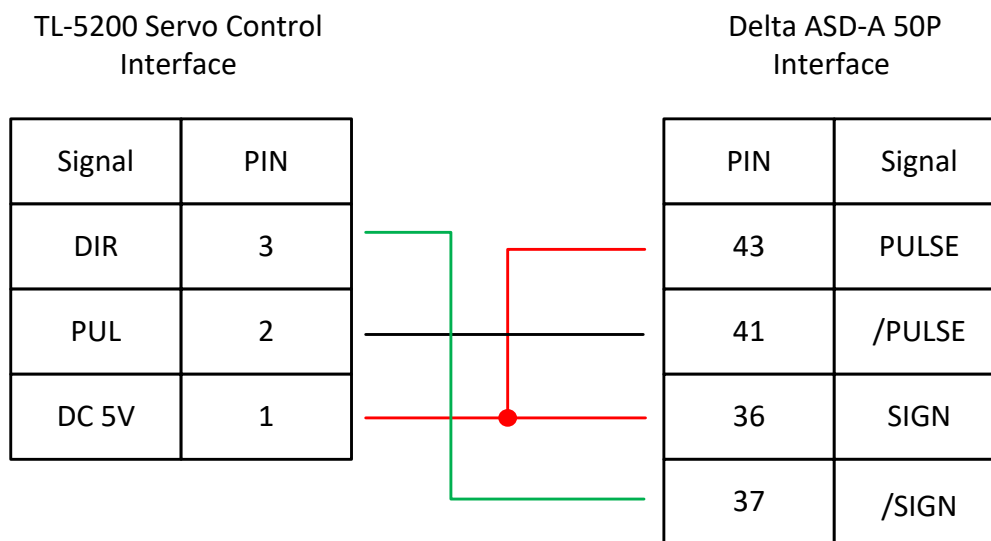 TL-5200 Servo Control
Interface
Signal PIN
DIR 3
PUL 2
DC 5V 1
Delta ASD-A 50P
Interface
PIN Signal
43 PULSE
41 /PULSE
36 SIGN
37 /SIGN